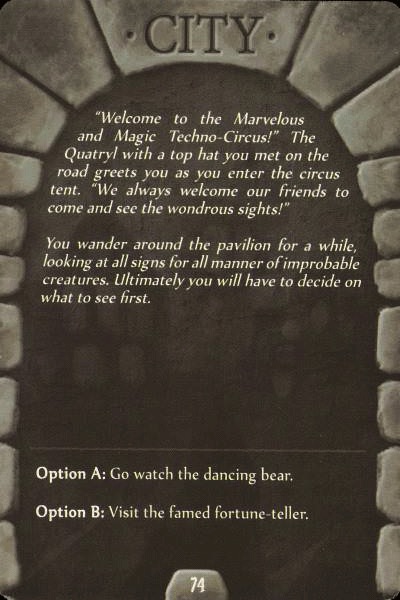 · CITY ·
“Welcome to the Marvelous
and Magic Techno-Circus!” The
Quatryl with a top hat you met on the
road greets you as you enter the circus
tent. “We always welcome our friends to
come and see the wondrous sights!”
You wander around the pavilion for a while,
looking at all signs for all manner of improbable
creatures. Ultimately you will have to decide on
what to see first.
Option A: Go watch the dancing bear.
Option B: Visit the famed fortune-teller.
74